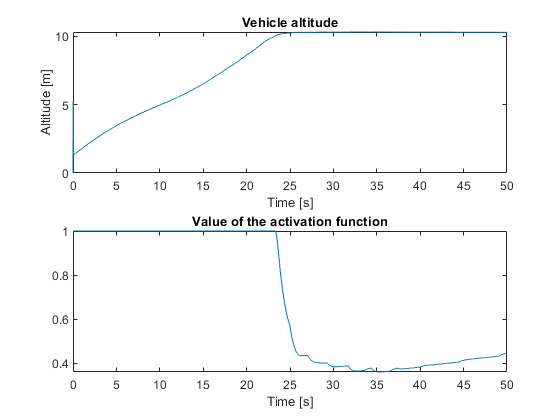 Vehicle altitude
10
5
0
Altitude [m]
0 5 10 15 20 25 30 35 40 45 50
Time [s]
Value of the activation function
1
0.8
0.6
0.4
0 5 10 15 20 25 30 35 40 45 50
Time [s]